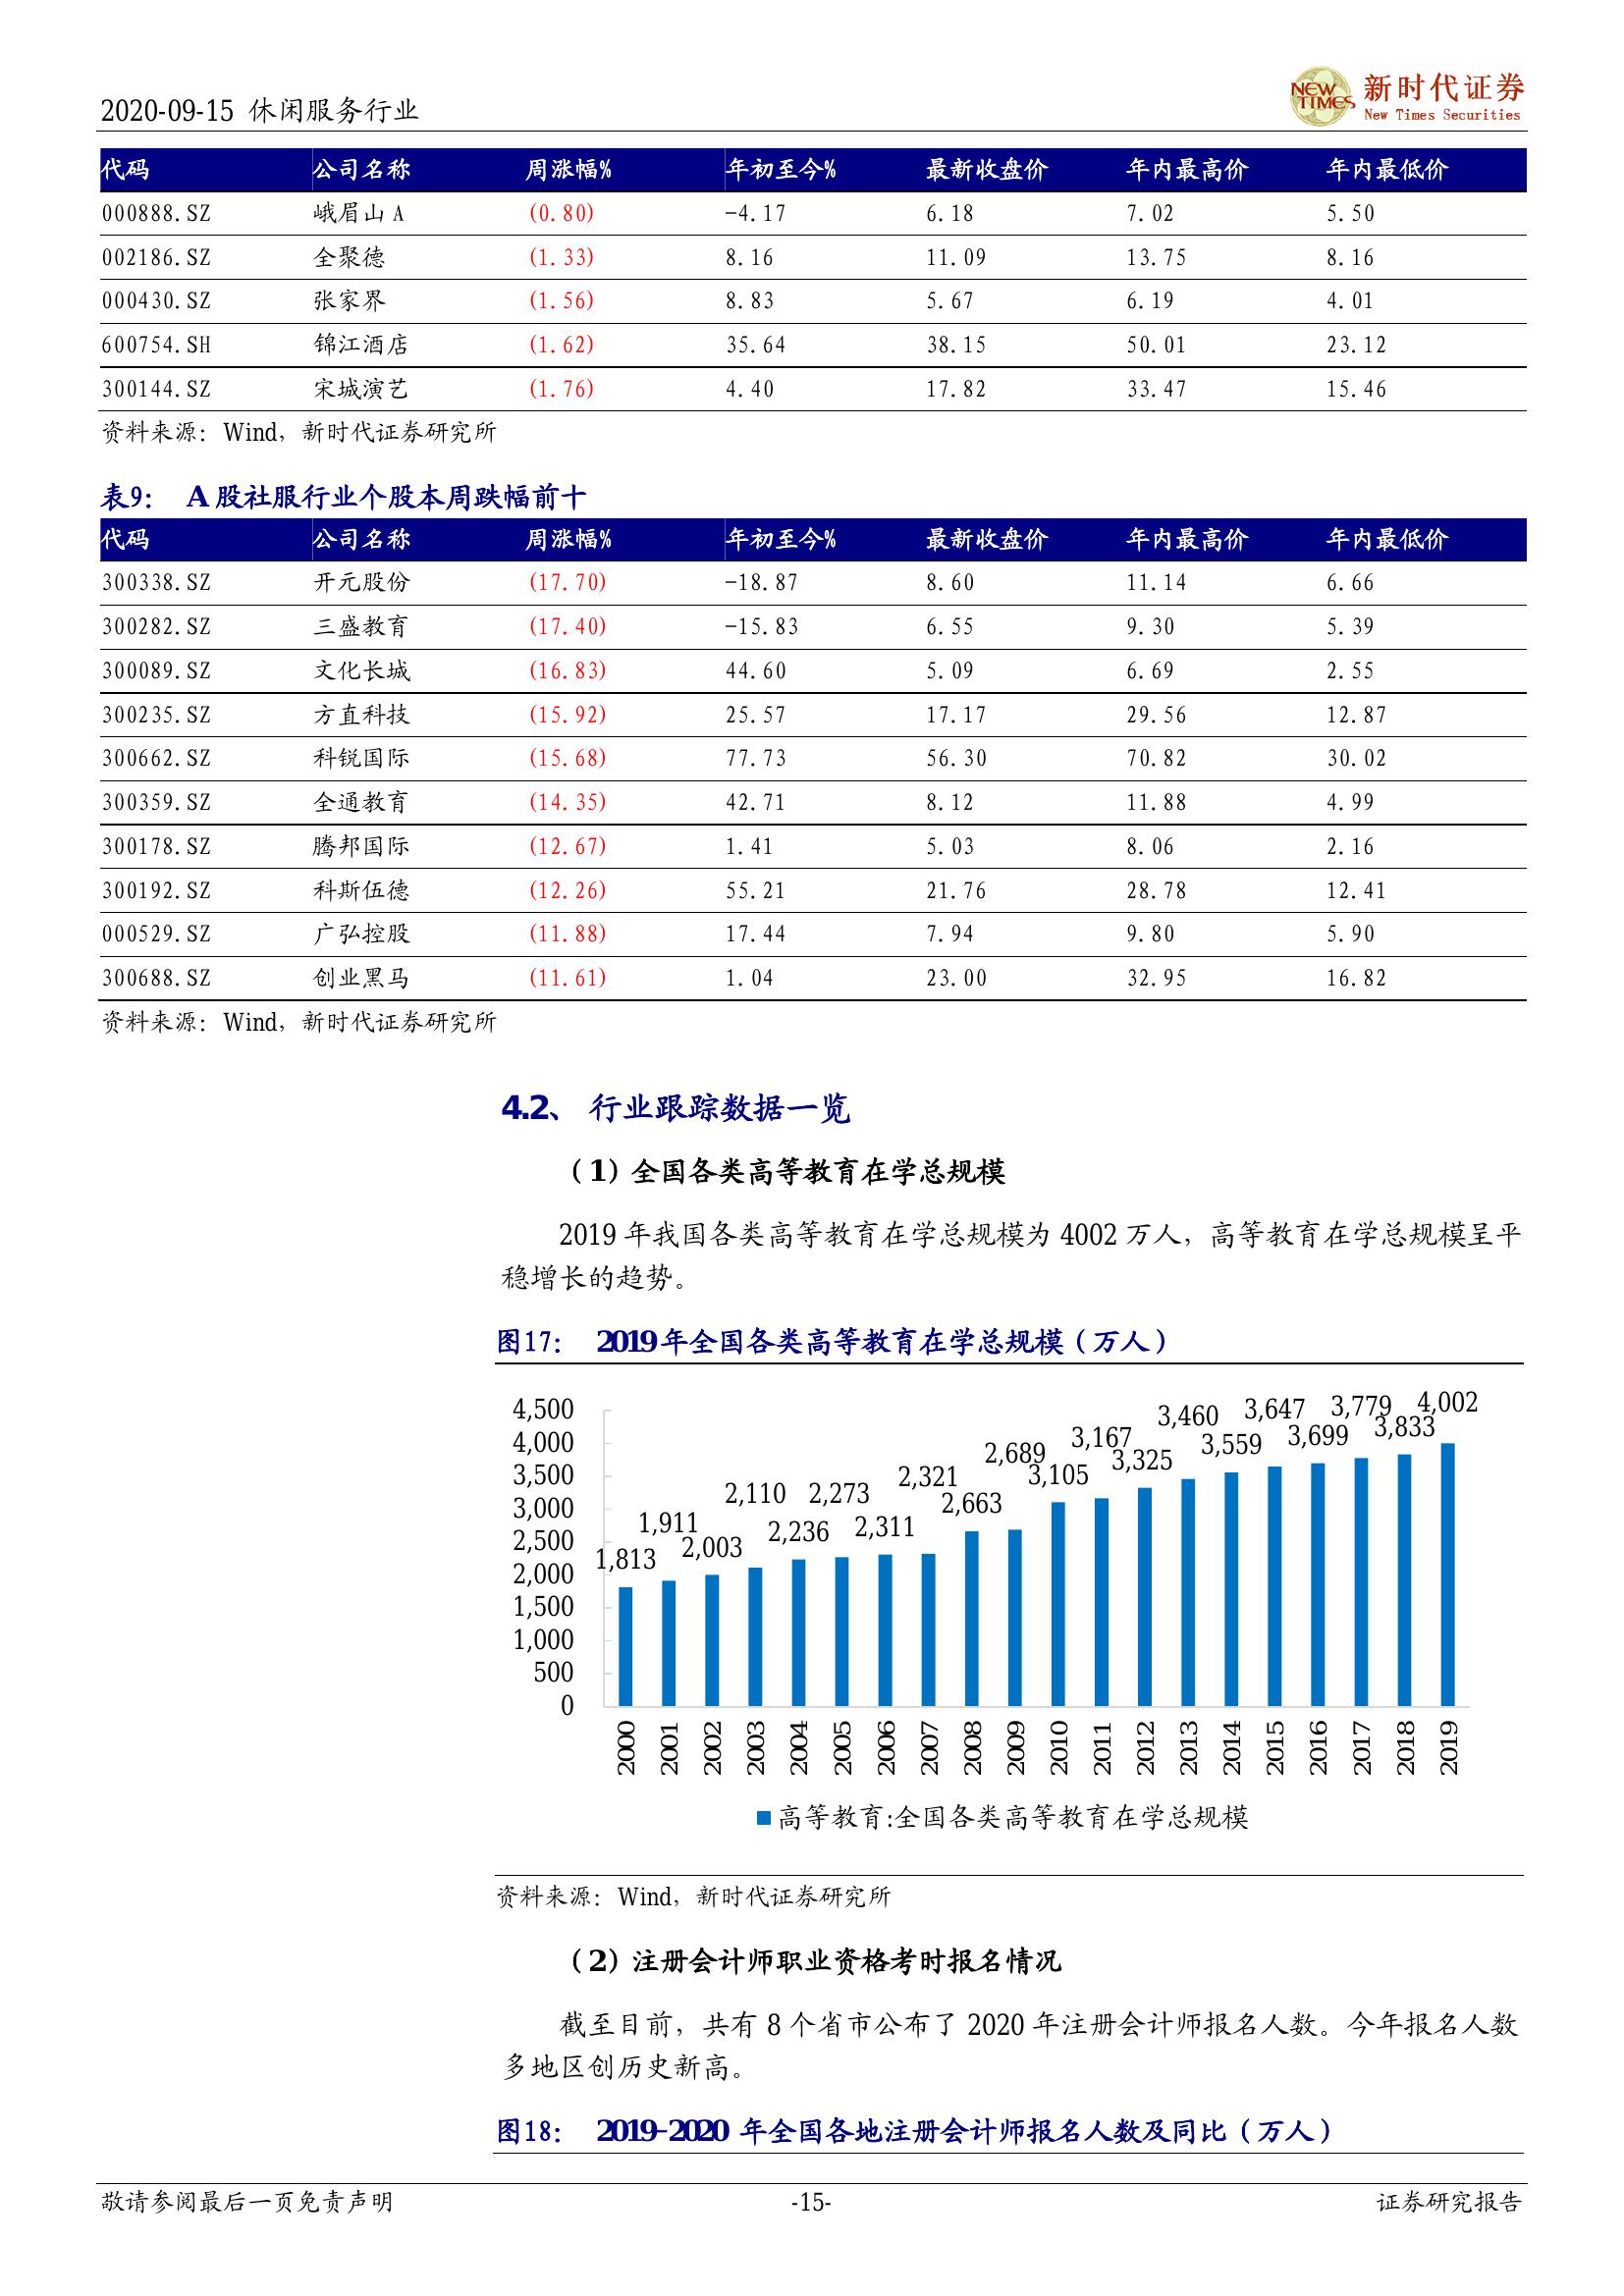 2020-09-15 休闲服务行业
NEW TIMES 新时代证券
New Times Securities
代码 公司名称 周涨幅% 年初至今% 最新收盘价 年内最高价 年内最低价
000888.SZ 峨眉山 A (0.80) -4.17 6.18 7.02 5.50
002186.SZ 全聚德 (1.33) 8.16 11.09 13.75 8.16
000430.SZ 张家界 (1.56) 8.83 5.67 6.19 4.01
600754.SH 锦江酒店 (1.62) 35.64 38.15 50.01 23.12
300144.SZ 宋城演艺 (1.76) 4.40 17.82 33.47 15.46
资料来源：Wind，新时代证券研究所
表9： A 股社服行业个股本周跌幅前十
代码 公司名称 周涨幅% 年初至今% 最新收盘价 年内最高价 年内最低价
300338.SZ 开元股份 (17.70) -18.87 8.60 11.14 6.66
300282.SZ 三盛教育 (17.40) -15.83 6.55 9.30 5.39
300089.SZ 文化长城 (16.83) 44.60 5.09 6.69 2.55
300235.SZ 方直科技 (15.92) 25.57 17.17 29.56 12.87
300662.SZ 科锐国际 (15.68) 77.73 56.30 70.82 30.02
300359.SZ 全通教育 (14.35) 42.71 8.12 11.88 4.99
300178.SZ 腾邦国际 (12.67) 1.41 5.03 8.06 2.16
300192.SZ 科斯伍德 (12.26) 55.21 21.76 28.78 12.41
000529.SZ 广弘控股 (11.88) 17.44 7.94 9.80 5.90
300688.SZ 创业黑马 (11.61) 1.04 23.00 32.95 16.82
资料来源：Wind，新时代证券研究所
4.2、 行业跟踪数据一览
（1）全国各类高等教育在学总规模
2019 年我国各类高等教育在学总规模为 4002 万人，高等教育在学总规模呈平
稳增长的趋势。
图17： 2019年全国各类高等教育在学总规模（万人）
4,500
4,000
3,500
3,000
2,500
2,000
1,500
1,000
500
0
1,813 1,911 2,003 2,110 2,236 2,273 2,311 2,321 2,663 2,689 3,105 3,167 3,325 3,460 3,559 3,647 3,699 3,779 3,833 4,002
2000 2001 2002 2003 2004 2005 2006 2007 2008 2009 2010 2011 2012 2013 2014 2015 2016 2017 2018 2019
高等教育:全国各类高等教育在学总规模
资料来源：Wind，新时代证券研究所
（2）注册会计师职业资格考时报名情况
截至目前，共有 8 个省市公布了 2020 年注册会计师报名人数。今年报名人数
多地区创历史新高。
图18： 2019-2020 年全国各地注册会计师报名人数及同比（万人）
敬请参阅最后一页免责声明 -15- 证券研究报告